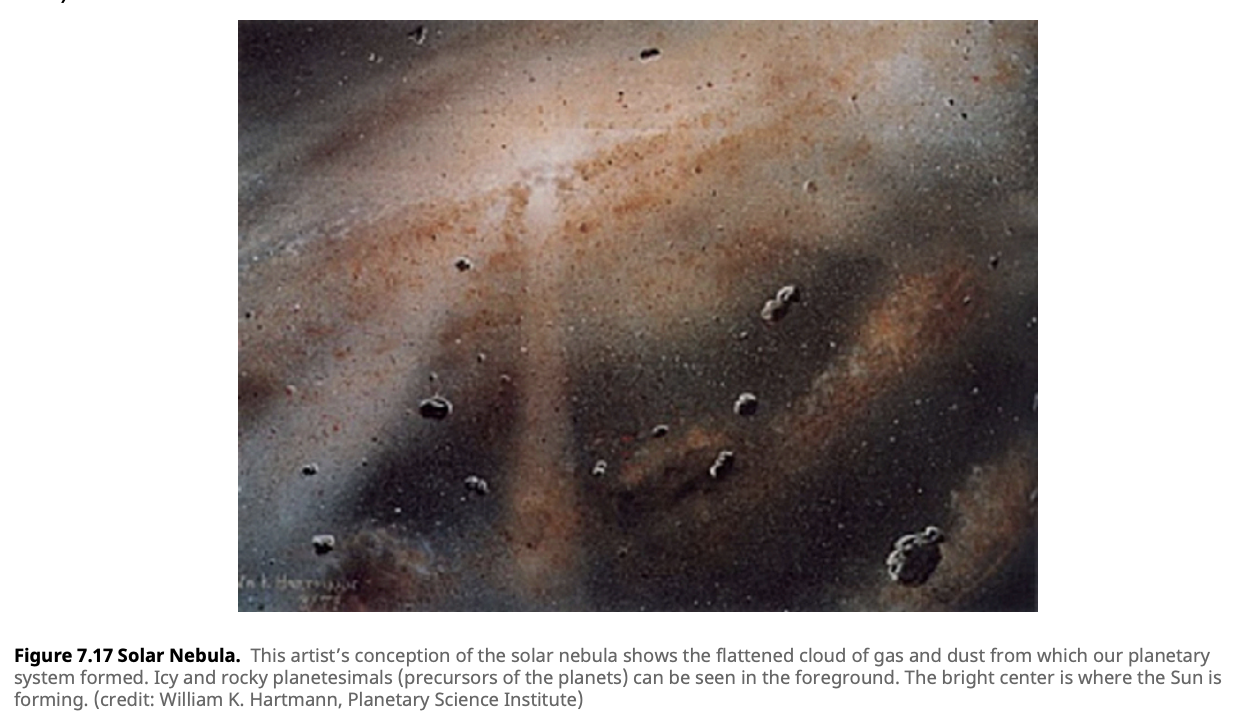 Hartmann
Figure 7.17 Solar Nebula. This artist’s conception of the solar nebula shows the flattened cloud of gas and dust from which our planetary
system formed. Icy and rocky planetesimals (precursors of the planets) can be seen in the foreground. The bright center is where the Sun is
forming. (credit: William K. Hartmann, Planetary Science Institute)